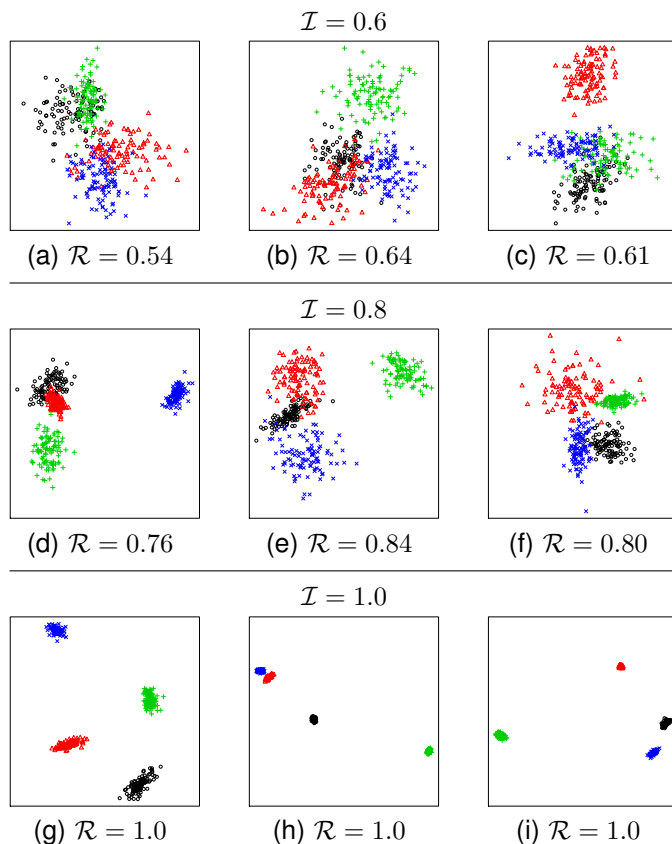 𝓘 = 0.6
(a) 𝓡 = 0.54 (b) 𝓡 = 0.64 (c) 𝓡 = 0.61
𝓘 = 0.8
(d) 𝓡 = 0.76 (e) 𝓡 = 0.84 (f) 𝓡 = 0.80
𝓘 = 1.0
(g) 𝓡 = 1.0 (h) 𝓡 = 1.0 (i) 𝓡 = 1.0